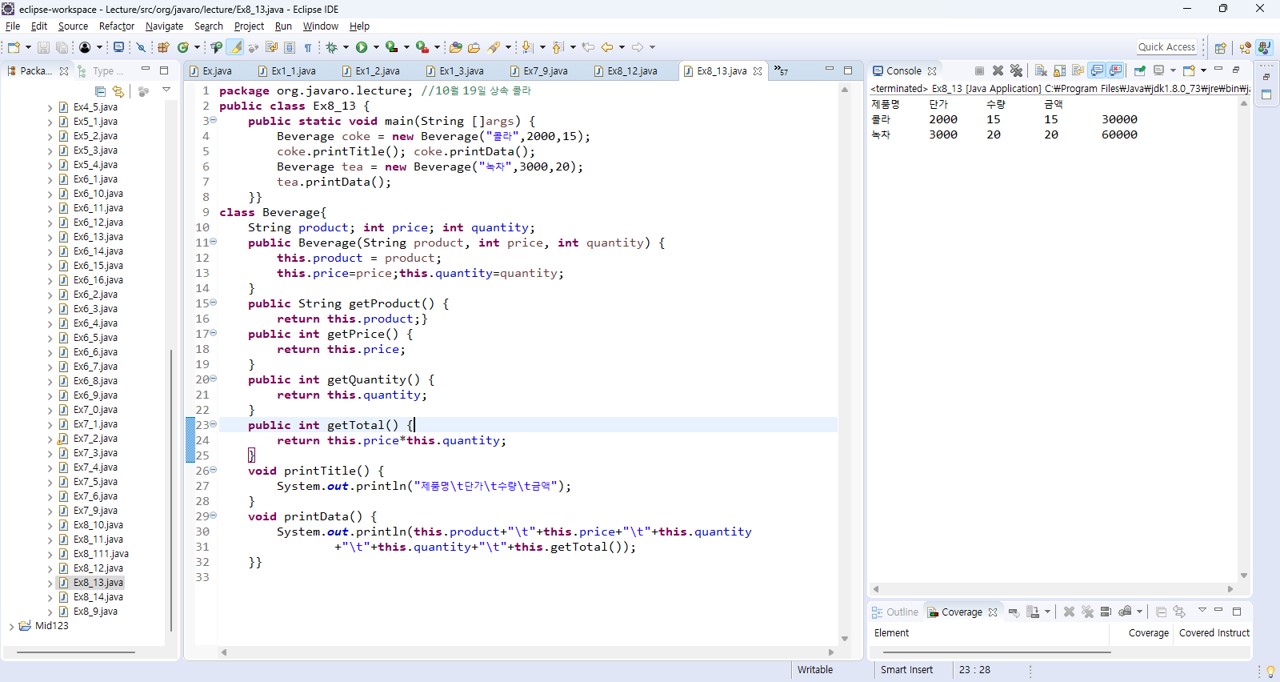 eclipse-workspace - Lecture/src/org/javaro/lecture/Ex8_13.java - Eclipse IDE
File Edit Source Refactor Navigate Search Project Run Window Help
Quick Access
Packa... Type ...
Ex4_5.java
Ex5_1.java
Ex5_2.java
Ex5_3.java
Ex5_4.java
Ex6_1.java
Ex6_10.java
Ex6_11.java
Ex6_12.java
Ex6_13.java
Ex6_14.java
Ex6_15.java
Ex6_16.java
Ex6_2.java
Ex6_3.java
Ex6_4.java
Ex6_5.java
Ex6_6.java
Ex6_7.java
Ex6_8.java
Ex6_9.java
Ex7_0.java
Ex7_1.java
Ex7_2.java
Ex7_3.java
Ex7_4.java
Ex7_5.java
Ex7_6.java
Ex7_9.java
Ex8_10.java
Ex8_11.java
Ex8_111.java
Ex8_12.java
Ex8_13.java
Ex8_14.java
Ex8_9.java
Mid123
Ex.java Ex1_1.java Ex1_2.java Ex1_3.java Ex7_9.java Ex8_12.java Ex8_13.java 57
1 package org.javaro.lecture; //10월 19일 상속 콜라
2 public class Ex8_13 {
3 public static void main(String []args) {
4 Beverage coke = new Beverage("콜라",2000,15);
5 coke.printTitle(); coke.printData();
6 Beverage tea = new Beverage("녹차",3000,20);
7 tea.printData();
8 }}
9 class Beverage{
10 String product; int price; int quantity;
11 public Beverage(String product, int price, int quantity) {
12 this.product = product;
13 this.price=price;this.quantity=quantity;
14 }
15 public String getProduct() {
16 return this.product;}
17 public int getPrice() {
18 return this.price;
19 }
20 public int getQuantity() {
21 return this.quantity;
22 }
23 public int getTotal() {
24 return this.price*this.quantity;
25 }
26 void printTitle() {
27 System.out.println("제품명\t단가\t수량\t금액");
28 }
29 void printData() {
30 System.out.println(this.product+"\t"+this.price+"\t"+this.quantity
31 +"\t"+this.quantity+"\t"+this.getTotal());
32 }}
33
Console
<terminated> Ex8_13 [Java Application] C:₩Program Files₩Java₩jdk1.8.0_73₩jre₩bin₩j
제품명 단가 수량 금액
콜라 2000 15 15 30000
녹차 3000 20 20 60000
Outline Coverage
Element Coverage Covered Instruct
Writable Smart Insert 23 : 28